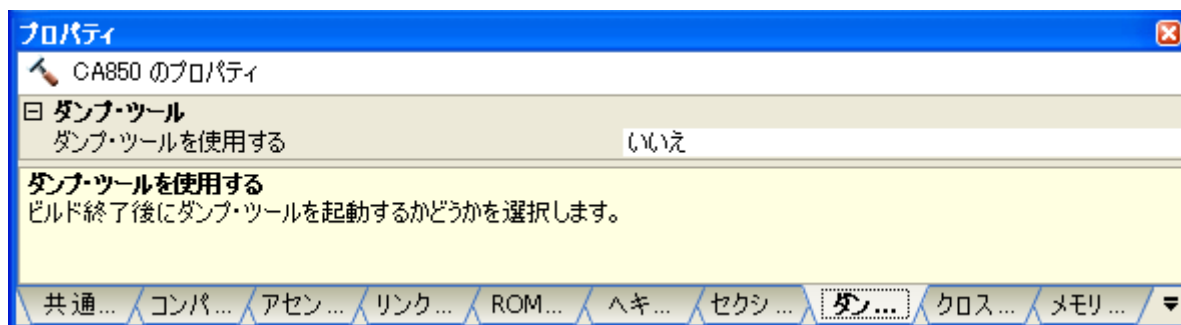 プロパティ
CA850 のプロパティ
ダンプ・ツール
ダンプ・ツールを使用する いいえ
ダンプ・ツールを使用する
ビルド終了後にダンプ・ツールを起動するかどうかを選択します。
共通... コンパ... アセン... リンク... ROM... ヘキ... セクシ... ダン... クロス... メモリ...